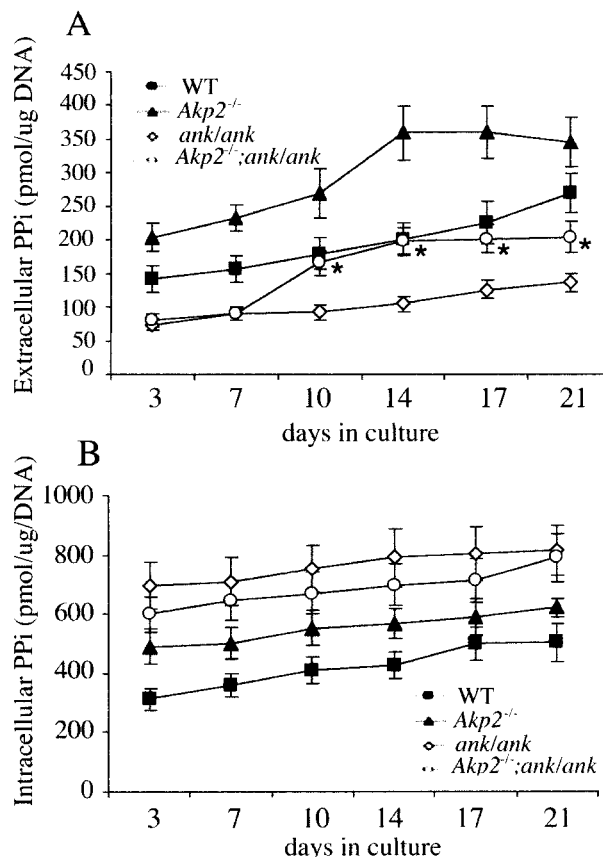 A
Extracellular PPi (pmol/ug DNA)
450
400
350
300
250
200
150
100
50
0
WT
Akp2-/-
ank/ank
Akp2-/-;ank/ank
*
*
*
*
3 7 10 14 17 21
days in culture
B
Intracellular PPi (pmol/ug/DNA)
1000
800
600
400
200
0
WT
Akp2-/-
ank/ank
Akp2-/-;ank/ank
3 7 10 14 17 21
days in culture